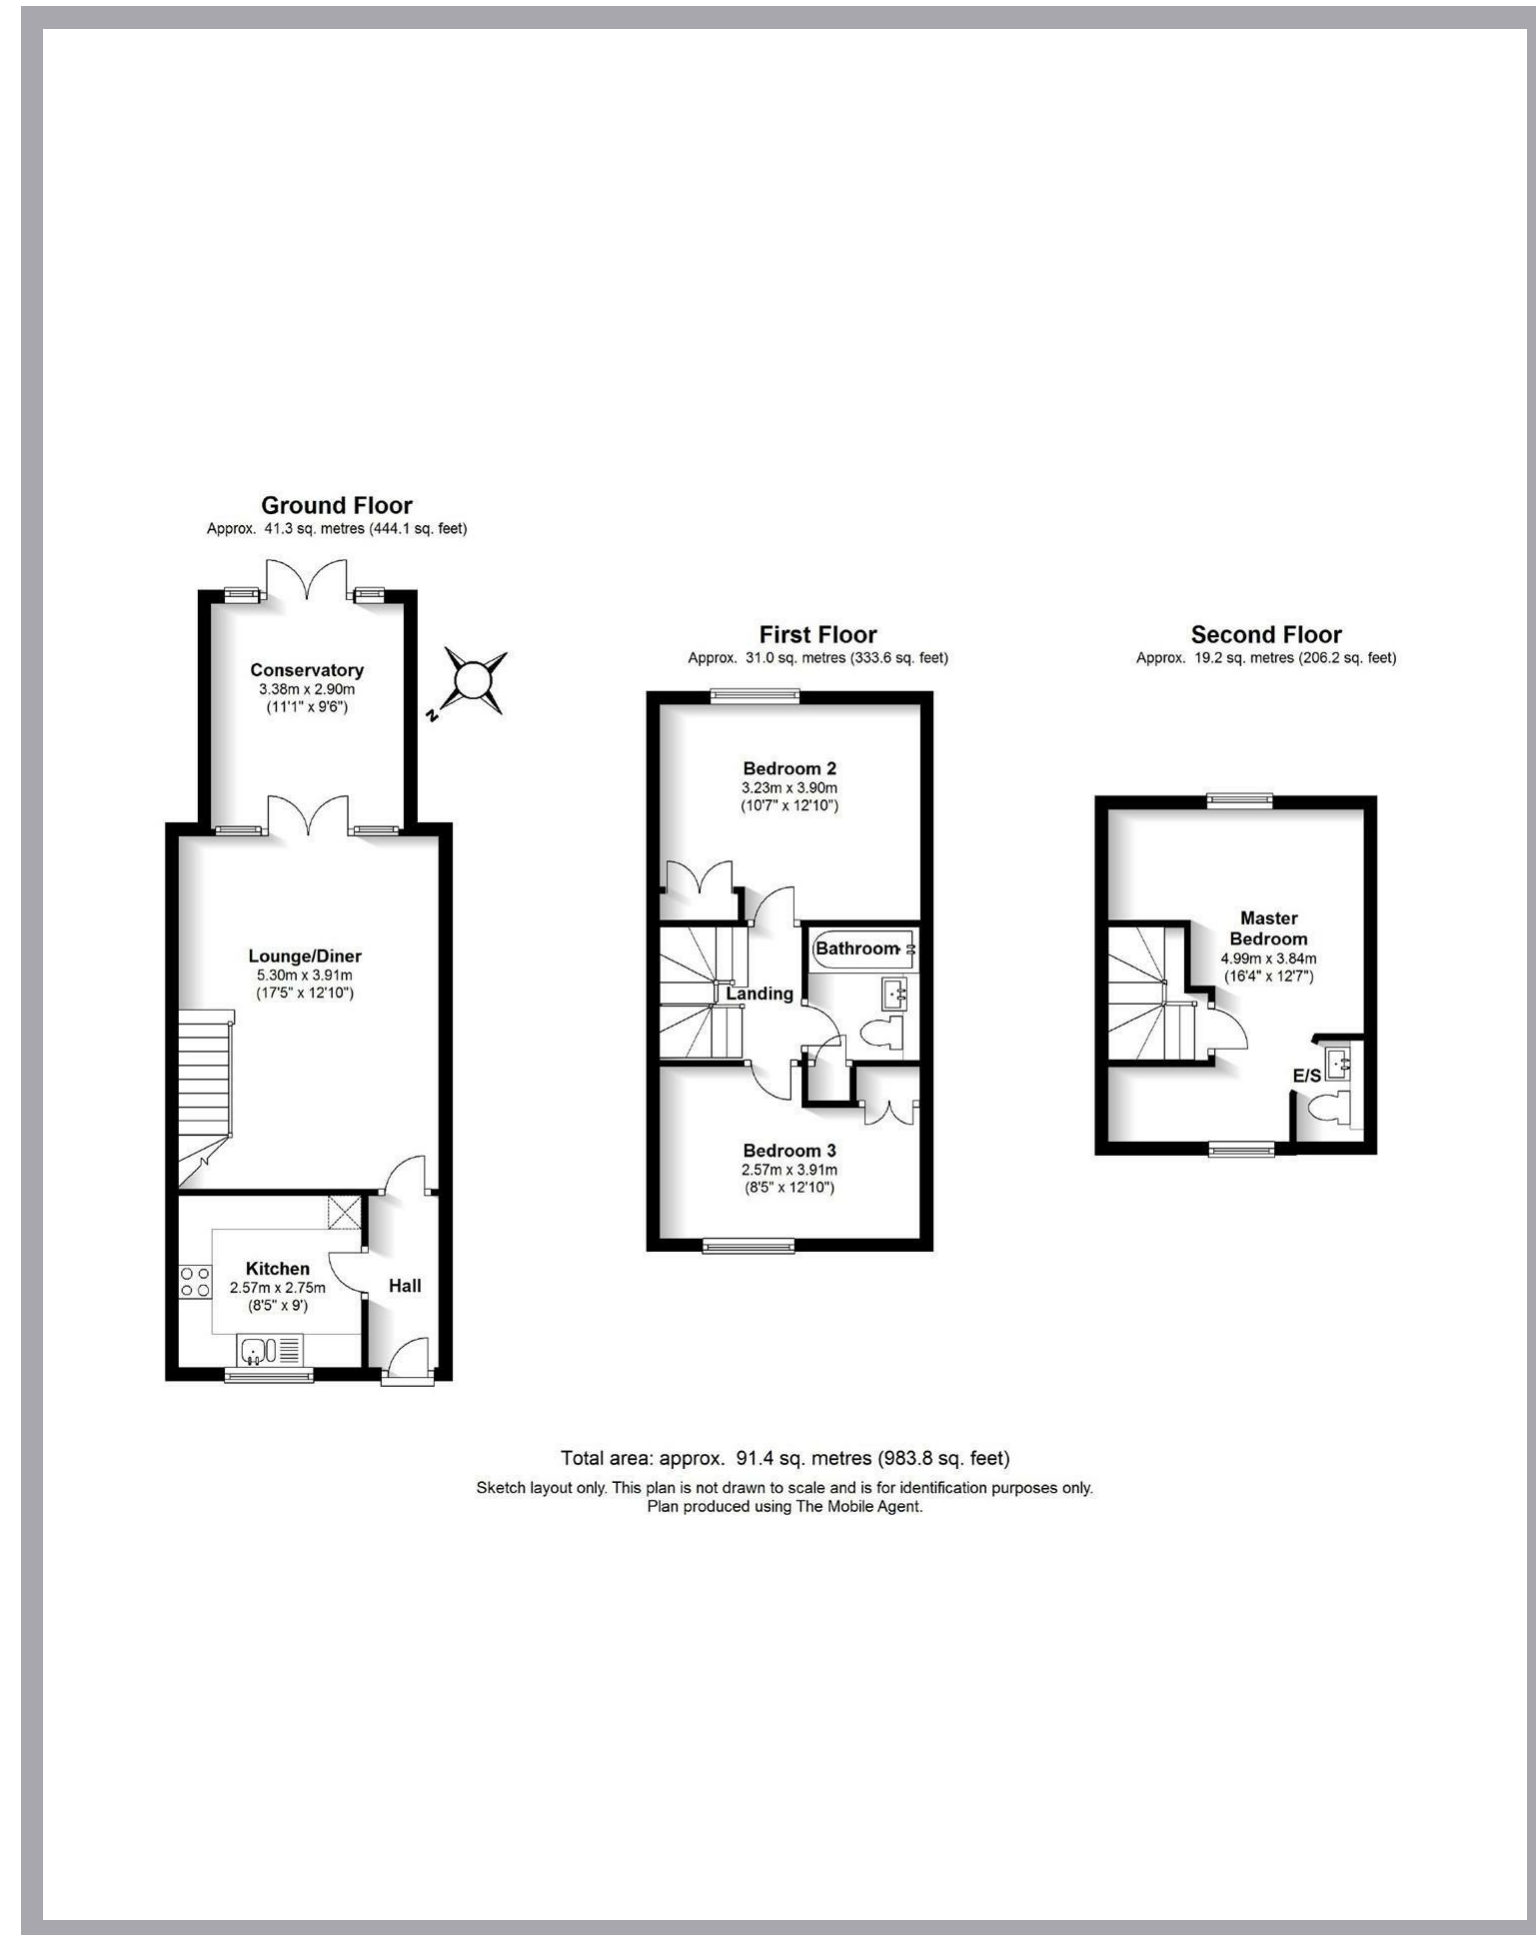 Ground Floor
Approx. 41.3 sq. metres (444.1 sq. feet)
Conservatory
3.38m x 2.90m
(11'1" x 9'6")
N
Lounge/Diner
5.30m x 3.91m
(17'5" x 12'10")
Kitchen
2.57m x 2.75m
(8'5" x 9')
Hall
First Floor
Approx. 31.0 sq. metres (333.6 sq. feet)
Bedroom 2
3.23m x 3.90m
(10'7" x 12'10")
Bathroom
Landing
Bedroom 3
2.57m x 3.91m
(8'5" x 12'10")
Second Floor
Approx. 19.2 sq. metres (206.2 sq. feet)
Master
Bedroom
4.99m x 3.84m
(16'4" x 12'7")
E/S
Total area: approx. 91.4 sq. metres (983.8 sq. feet)
Sketch layout only. This plan is not drawn to scale and is for identification purposes only.
Plan produced using The Mobile Agent.